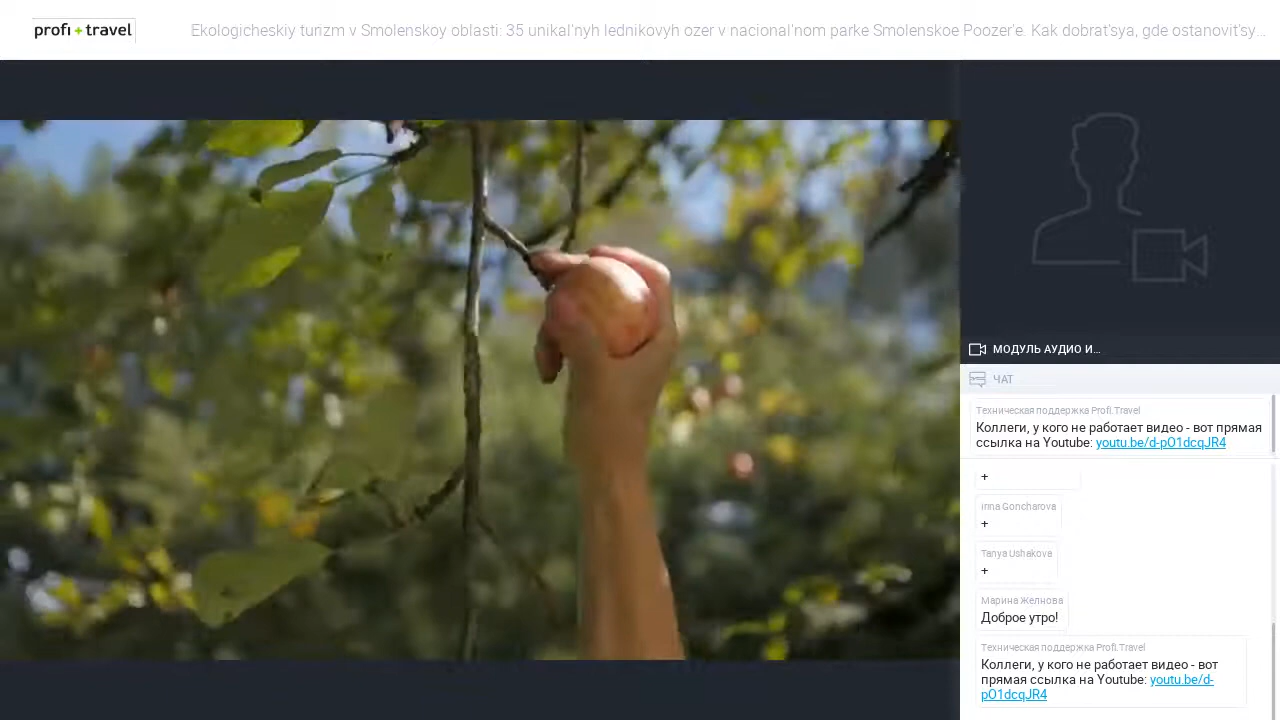 profi + travel
Ekologicheskiy turizm v Smolenskoy oblasti: 35 unikal'nyh lednikovyh ozer v nacional'nom parke Smolenskoe Poozer'e. Kak dobrat'sya, gde ostanovit'sy...
МОДУЛЬ АУДИО И...
ЧАТ
Техническая поддержка Profi.Travel
Коллеги, у кого не работает видео - вот прямая
ссылка на Youtube: youtu.be/d-pO1dcqJR4
+
Irina Goncharova
+
Tanya Ushakova
+
Марина Желнова
Доброе утро!
Техническая поддержка Profi.Travel
Коллеги, у кого не работает видео - вот
прямая ссылка на Youtube: youtu.be/d-
pO1dcqJR4